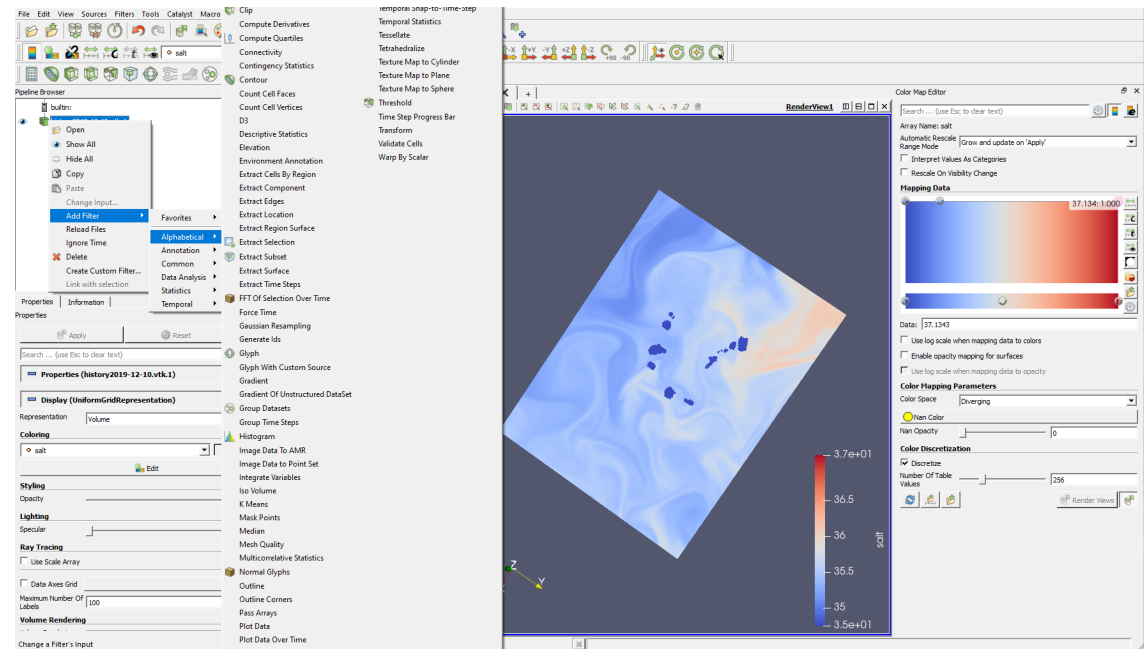 File Edit View Sources Filters Tools Catalyst Macro
salt
Pipeline Browser
builtin:
Open
Show All
Hide All
Copy
Paste
Change Input...
Add Filter
Reload Files
Ignore Time
Delete
Create Custom Filter...
Link with selection
Favorites
Alphabetical
Annotation
Common
Data Analysis
Statistics
Temporal
Clip
Compute Derivatives
Compute Quartiles
Connectivity
Contingency Statistics
Contour
Count Cell Faces
Count Cell Vertices
D3
Descriptive Statistics
Elevation
Environment Annotation
Extract Cells By Region
Extract Component
Extract Edges
Extract Location
Extract Region Surface
Extract Selection
Extract Subset
Extract Surface
Extract Time Steps
FFT Of Selection Over Time
Force Time
Gaussian Resampling
Generate Ids
Glyph
Glyph With Custom Source
Gradient
Gradient Of Unstructured DataSet
Group Datasets
Group Time Steps
Histogram
Image Data To AMR
Image Data to Point Set
Integrate Variables
Iso Volume
K Means
Mask Points
Median
Mesh Quality
Multicorrelative Statistics
Normal Glyphs
Outline
Outline Corners
Pass Arrays
Plot Data
Plot Data Over Time
Temporal Snap-to-Time-Step
Temporal Statistics
Tessellate
Tetrahedralize
Texture Map to Cylinder
Texture Map to Plane
Texture Map to Sphere
Threshold
Time Step Progress Bar
Transform
Validate Cells
Warp By Scalar
Properties Information
Properties
Apply Reset
Search ... (use Esc to clear text)
Properties (history2019-12-10.vtk.1)
Display (UniformGridRepresentation)
Representation Volume
Coloring
salt
Edit
Styling
Opacity
Lighting
Specular
Ray Tracing
Use Scale Array
Data Axes Grid
Maximum Number Of
Labels 100
Volume Rendering
Change a Filter's Input
-X +Y -Y +Z -Z +90 -90
+
RenderView1
Z
Y
3.7e+01
36.5
36
35.5
35
3.5e+01
salt
Color Map Editor
Search ... (use Esc to clear text)
Array Name: salt
Automatic Rescale
Range Mode Grow and update on 'Apply'
Interpret Values As Categories
Rescale On Visibility Change
Mapping Data
37.134: 1.000
Data: 37.1343
Use log scale when mapping data to colors
Enable opacity mapping for surfaces
Use log scale when mapping data to opacity
Color Mapping Parameters
Color Space Diverging
Nan Color
Nan Opacity 0
Color Discretization
Discretize
Number Of Table
Values 256
Render Views